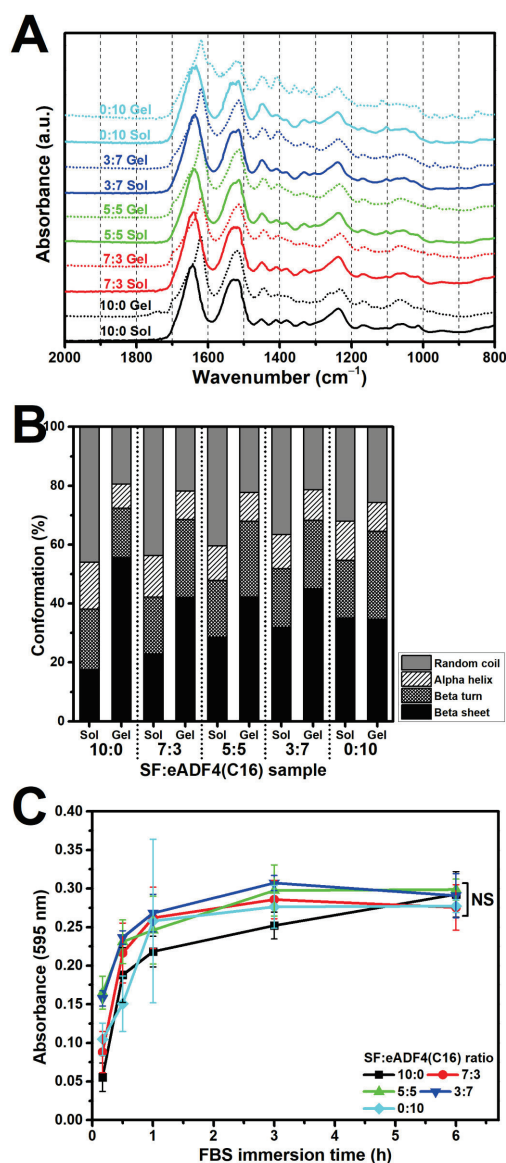 A
Absorbance (a.u.)
0:10 Gel
0:10 Sol
3:7 Gel
3:7 Sol
5:5 Gel
5:5 Sol
7:3 Gel
7:3 Sol
10:0 Gel
10:0 Sol
2000 1800 1600 1400 1200 1000 800
Wavenumber (cm⁻¹)
B
Conformation (%)
100
80
60
40
20
0
Sol Gel Sol Gel Sol Gel Sol Gel Sol Gel
10:0 7:3 5:5 3:7 0:10
SF:eADF4(C16) sample
Random coil
Alpha helix
Beta turn
Beta sheet
C
Absorbance (595 nm)
0.40
0.35
0.30
0.25
0.20
0.15
0.10
0.05
0.00
NS
SF:eADF4(C16) ratio
10:0 7:3
5:5 3:7
0:10
0 1 2 3 4 5 6
FBS immersion time (h)